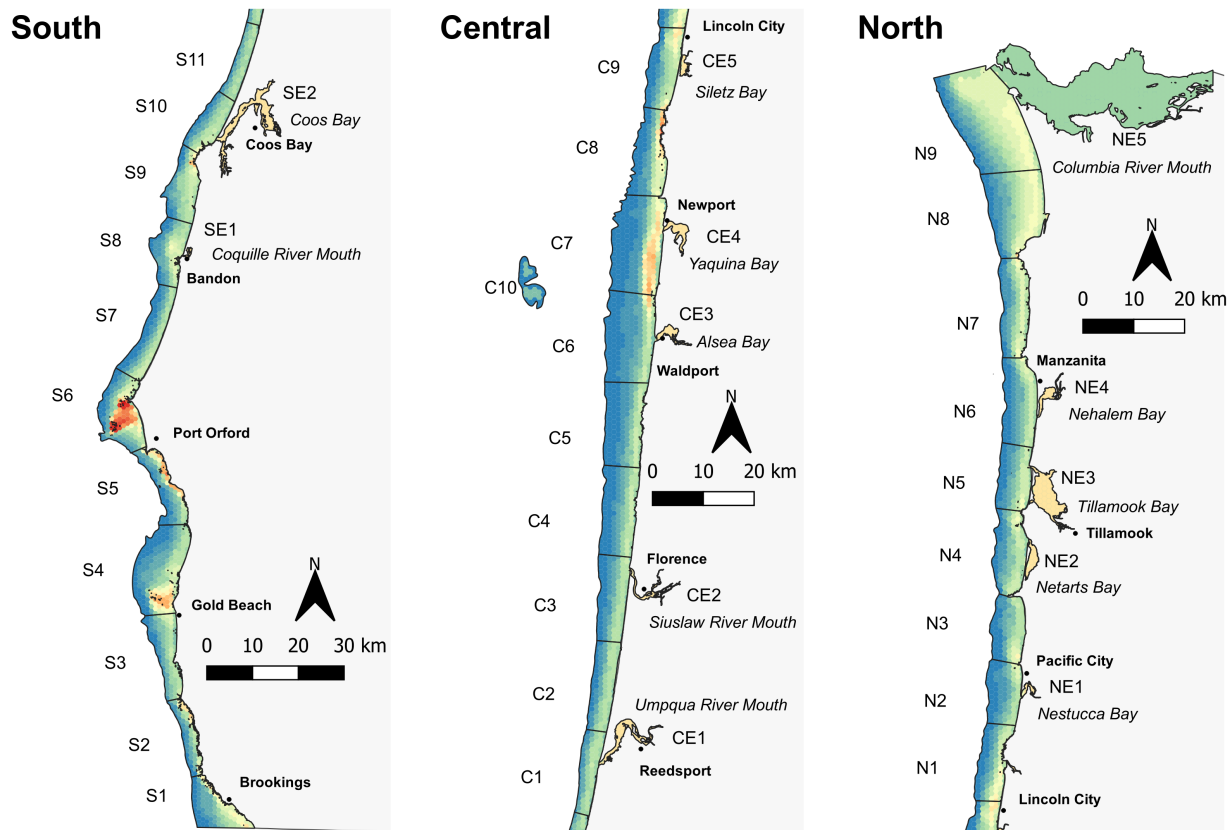 South
S11
S10
SE2
Coos Bay
Coos Bay
S9
SE1
S8
Coquille River Mouth
Bandon
S7
S6
Port Orford
S5
N
S4
Gold Beach
0 10 20 30 km
S3
S2
Brookings
S1
Central
Lincoln City
CE5
C9
Siletz Bay
C8
Newport
C7
CE4
Yaquina Bay
C10
CE3
C6
Alsea Bay
Waldport
N
C5
0 10 20 km
C4
Florence
CE2
C3
Siuslaw River Mouth
C2
Umpqua River Mouth
CE1
Reedsport
C1
North
NE5
N9
Columbia River Mouth
N8
N
0 10 20 km
N7
Manzanita
NE4
N6
Nehalem Bay
NE3
N5
Tillamook Bay
Tillamook
N4
NE2
Netarts Bay
N3
Pacific City
NE1
N2
Nestucca Bay
N1
Lincoln City